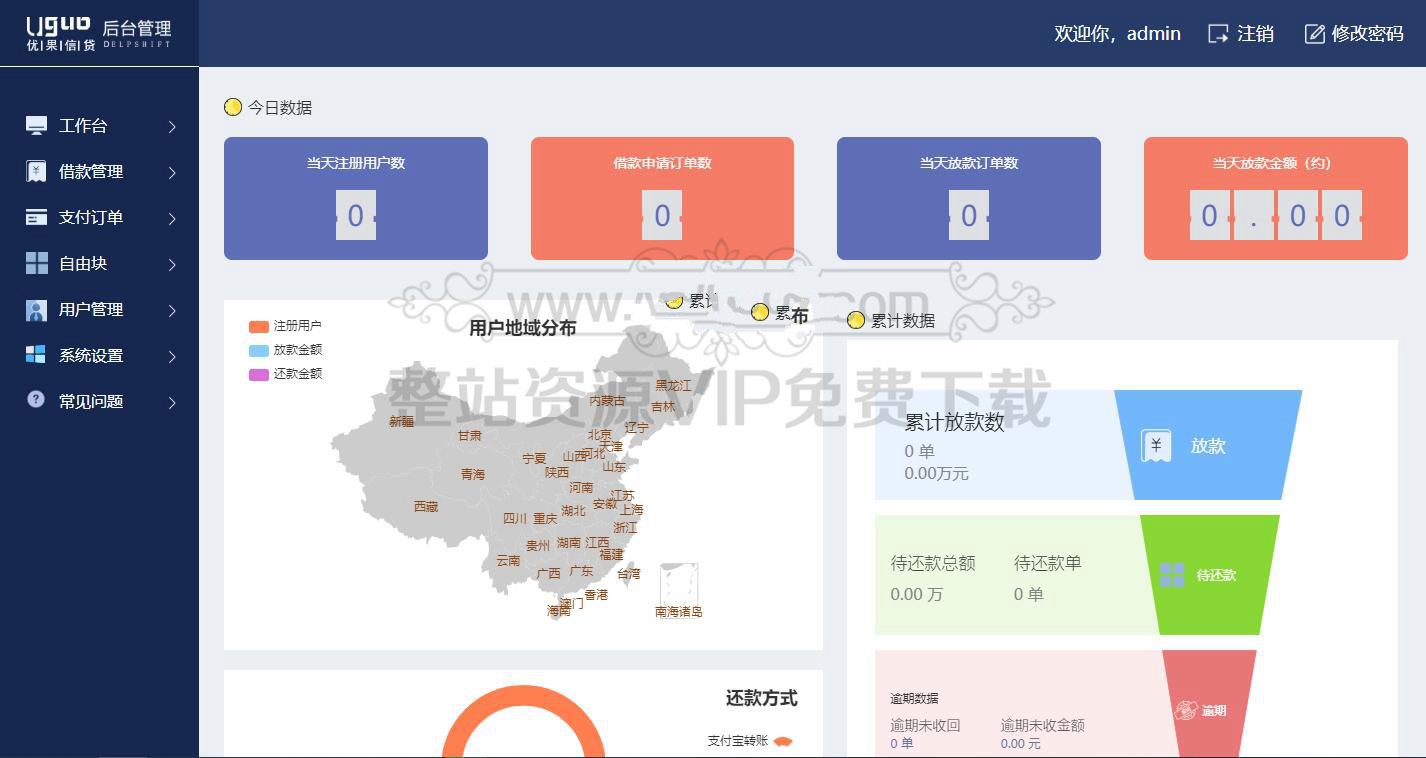 Uguo 后台管理
优果信贷 DELPSHIFT
欢迎你，admin 注销 修改密码
工作台
借款管理
支付订单
自由块
用户管理
系统设置
常见问题
今日数据
当天注册用户数
0
借款申请订单数
0
当天放款订单数
0
当天放款金额（约）
0.00
整站资源VIP免费下载
用户地域分布
注册用户
放款金额
还款金额
黑龙江
内蒙古
吉林
新疆
辽宁
甘肃
北京
天津
宁夏
山西
河北
山东
陕西
青海
河南
西藏
江苏
安徽
上海
湖北
四川
重庆
浙江
贵州
湖南
江西
福建
云南
广西
广东
台湾
香港
澳门
海南
南海诸岛
累计
累
布
累计数据
累计放款数
0 单
0.00万元
放款
待还款总额 待还款单
0.00 万 0 单
待还款
逾期数据
逾期未收回 逾期未收金额
0 单 0.00 元
逾期
还款方式
支付宝转账